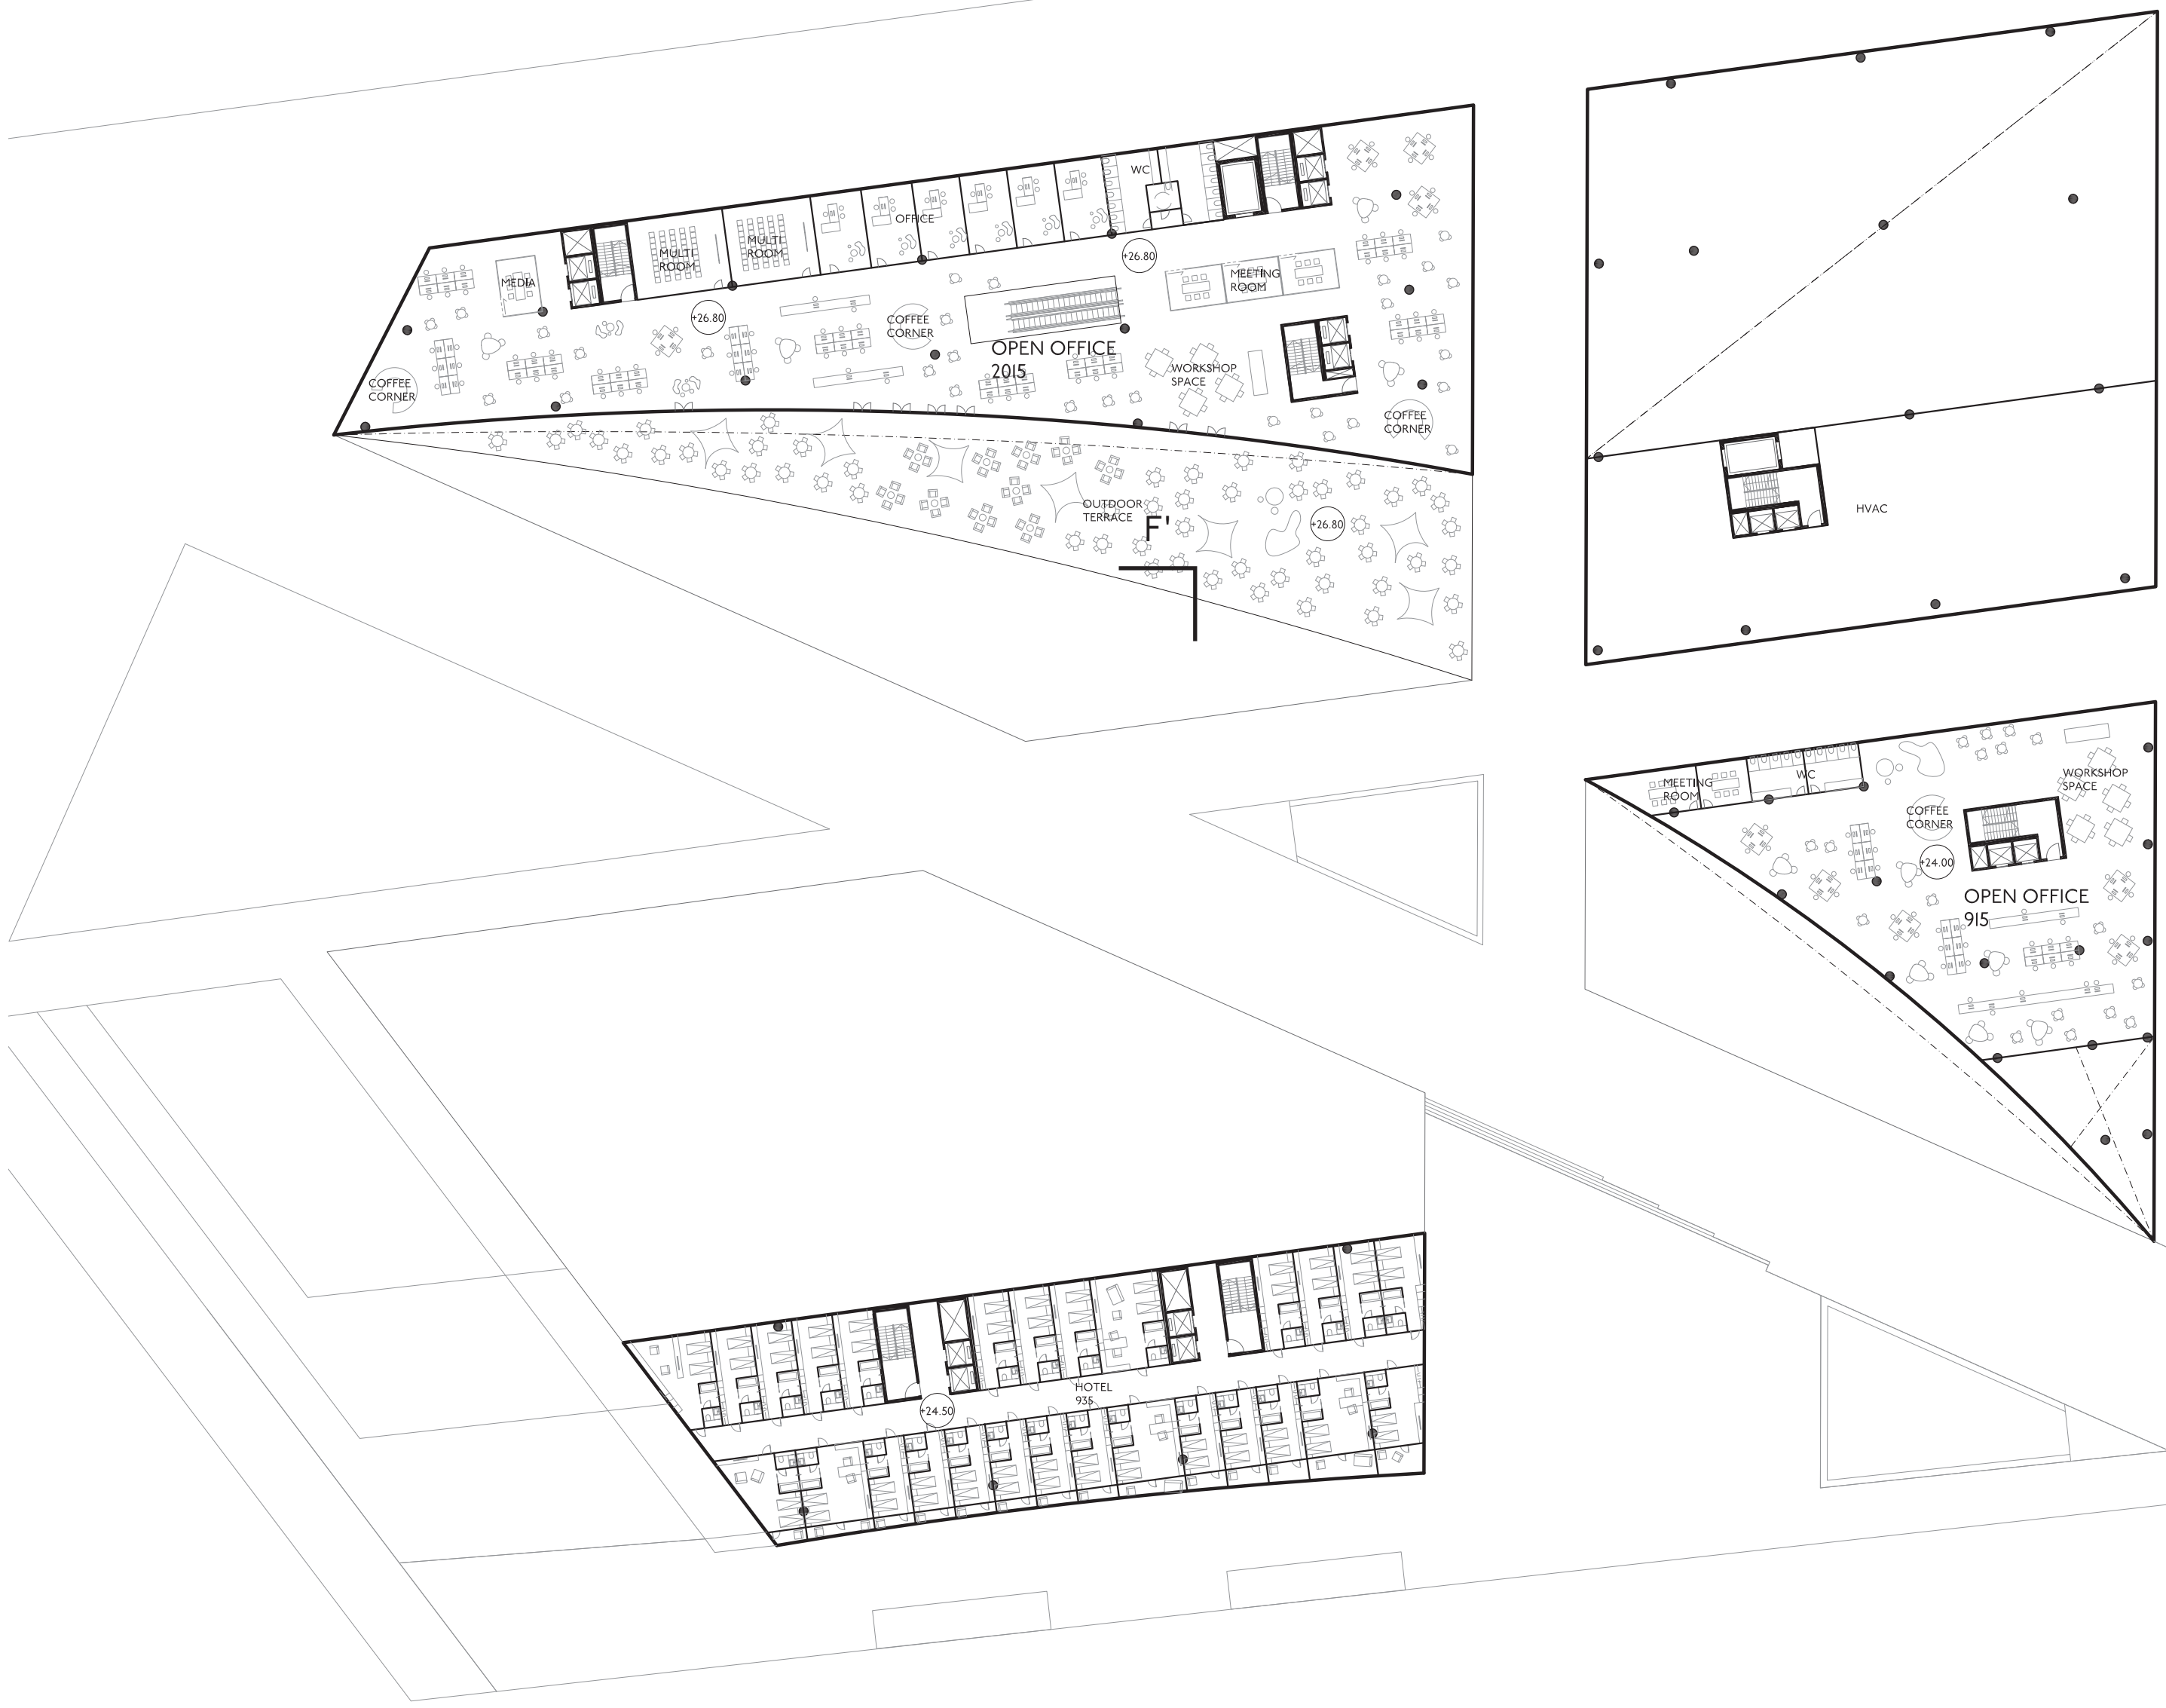 WC
OFFICE
MULTI
ROOM
MULTI
ROOM
MEDIA
+26.80
MEETING
ROOM
+26.80
COFFEE
CORNER
OPEN OFFICE
2015
WORKSHOP
SPACE
COFFEE
CORNER
COFFEE
CORNER
OUTDOOR
TERRACE
F'
+26.80
HVAC
MEETING
ROOM
WC
WORKSHOP
SPACE
COFFEE
CORNER
+24.00
OPEN OFFICE
915
HOTEL
935
+24.50